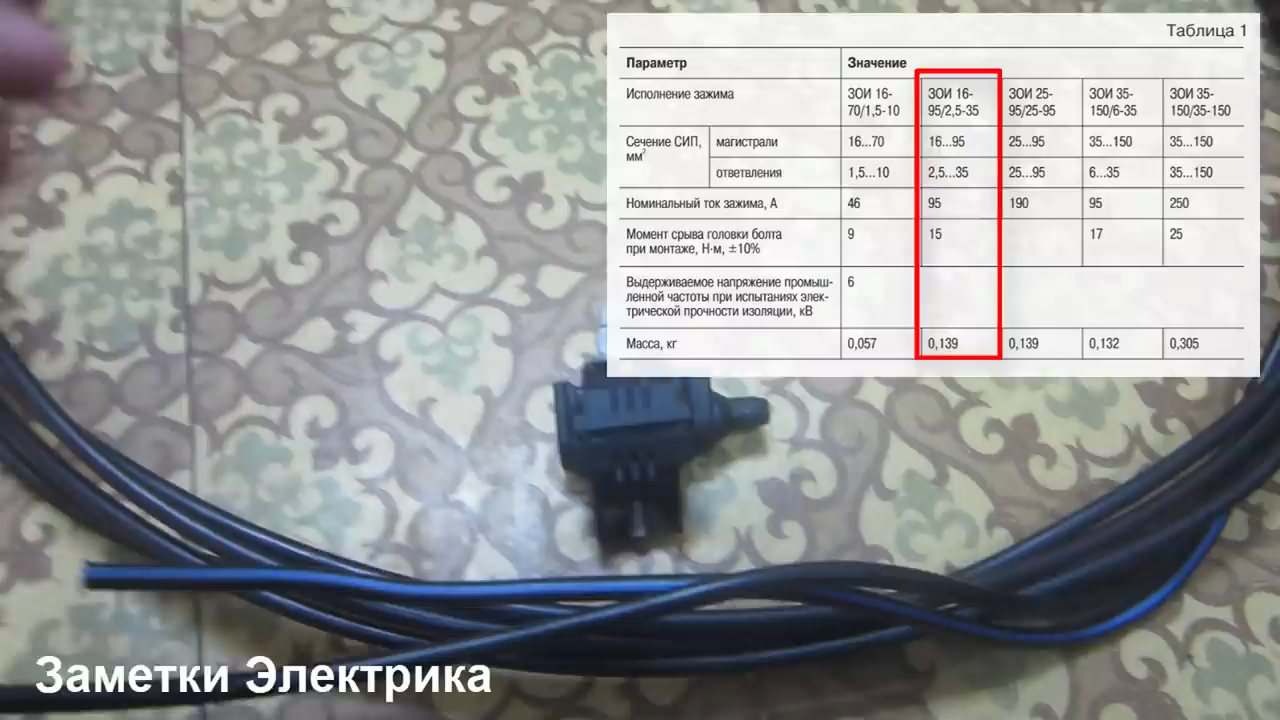 Таблица 1
Параметр Значение
Исполнение зажима ЗОИ 16- ЗОИ 16- ЗОИ 25- ЗОИ 35- ЗОИ 35-
70/1,5-10 95/2,5-35 95/25-95 150/6-35 150/35-150
Сечение СИП, магистрали 16...70 16...95 25...95 35...150 35...150
мм²
ответвления 1,5...10 2,5...35 25...95 6...35 35...150
Номинальный ток зажима, А 46 95 190 95 250
Момент срыва головки болта 9 15 17 25
при монтаже, Н·м, ±10%
Выдерживаемое напряжение промыш- 6
ленной частоты при испытаниях элек-
трической прочности изоляции, кВ
Масса, кг 0,057 0,139 0,139 0,132 0,305
Заметки Электрика